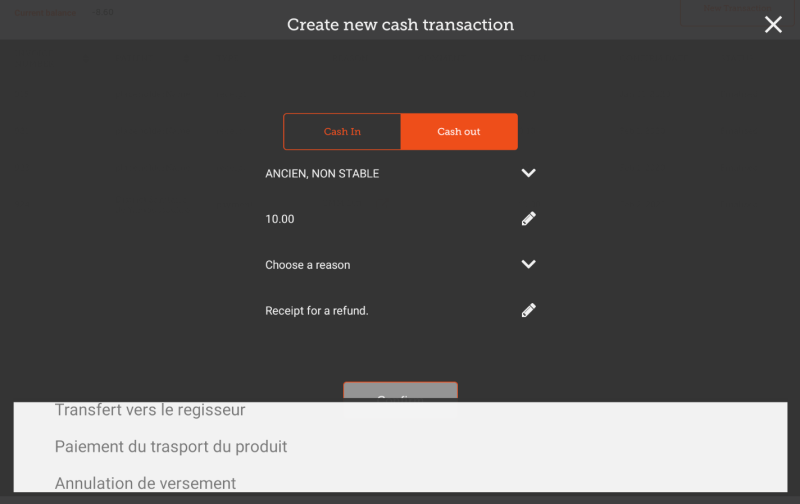 Create new cash transaction
Cash In
Cash out
ANCIEN, NON STABLE
10.00
Choose a reason
Receipt for a refund.
Transfert vers le regisseur
Paiement du trasport du produit
Annulation de versement